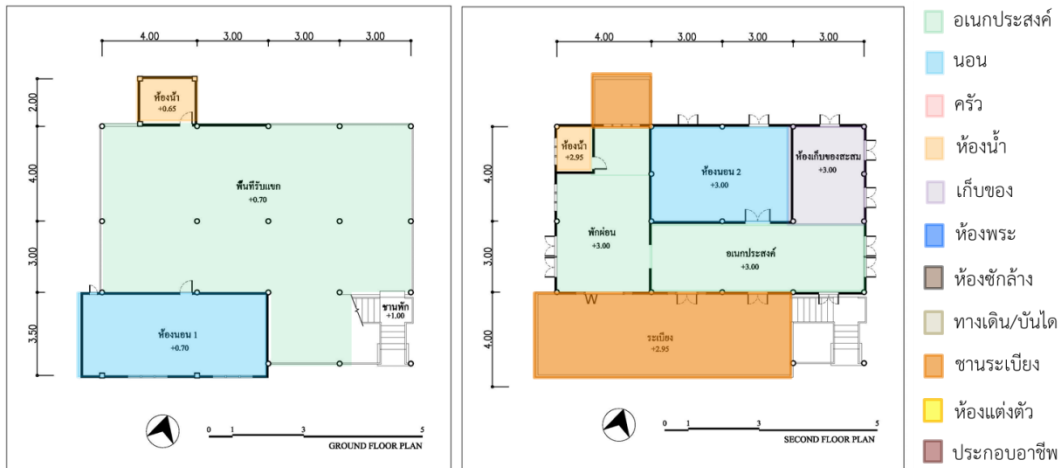 4.00 3.00 3.00 3.00
2.00
4.00
3.00
3.50
ห้องน้ำ
+0.65
พื้นที่รับแขก
+0.70
ห้องนอน 1
+0.70
ชานพัก
+1.00
0 1 3 5
GROUND FLOOR PLAN
4.00 3.00 3.00 3.00
4.00
3.00
4.00
ห้องน้ำ
+2.95
ห้องนอน 2
+3.00
ห้องเก็บของสะสม
+3.00
พักผ่อน
+3.00
อเนกประสงค์
+3.00
W
ระเบียง
+2.95
0 1 3 5
SECOND FLOOR PLAN
อเนกประสงค์
นอน
ครัว
ห้องน้ำ
เก็บของ
ห้องพระ
ห้องซักล้าง
ทางเดิน/บันได
ชานระเบียง
ห้องแต่งตัว
ประกอบอาชีพ